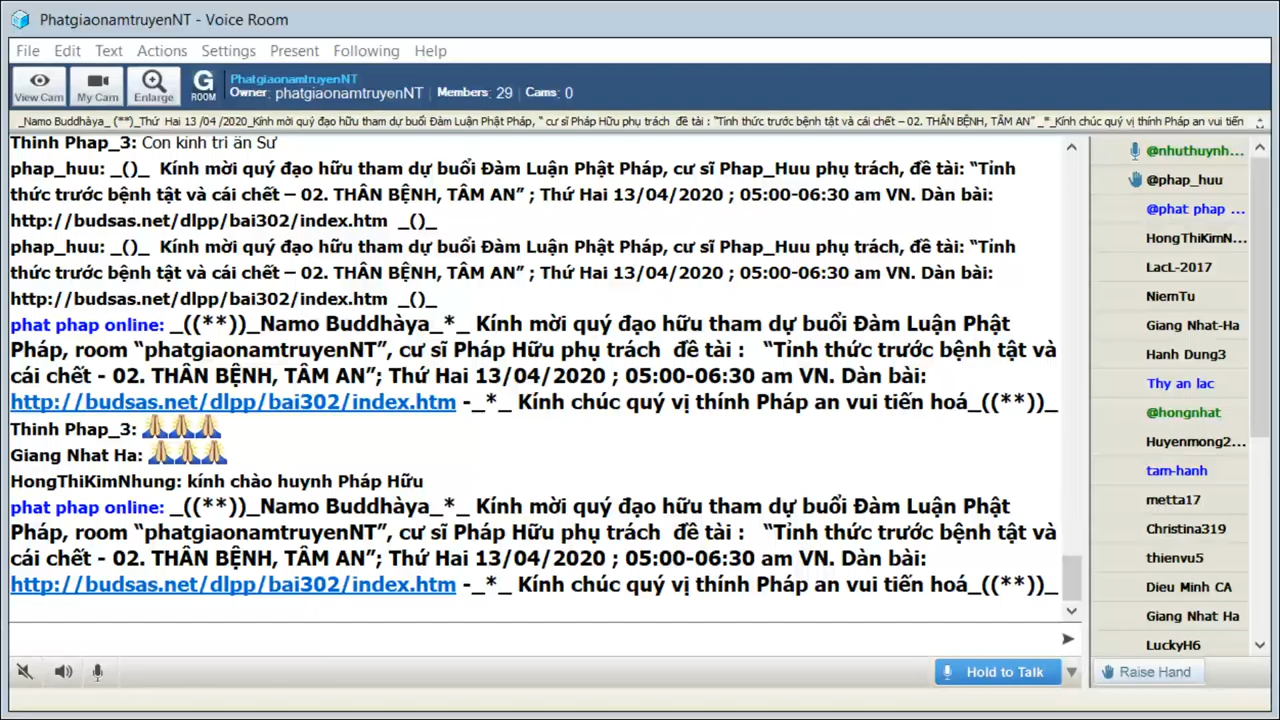 PhatgiaonamtruyenNT - Voice Room
File Edit Text Actions Settings Present Following Help
View Cam My Cam Enlarge G ROOM
PhatgiaonamtruyenNT
Owner: phatgiaonamtruyenNT | Members: 29 | Cams: 0
_Namo Buddhàya_ (**)_Thứ Hai 13 /04 /2020_Kính mời quý đạo hữu tham dự buổi Đàm Luận Phật Pháp, " cư sĩ Pháp Hữu phụ trách đề tài : "Tỉnh thức trước bệnh tật và cái chết – 02. THÂN BỆNH, TÂM AN" _*_Kính chúc quý vị thính Pháp an vui tiến
Thinh Phap_3: Con kính tri ân Sư
phap_huu: _()_ Kính mời quý đạo hữu tham dự buổi Đàm Luận Phật Pháp, cư sĩ Phap_Huu phụ trách, đề tài: “Tỉnh
thức trước bệnh tật và cái chết – 02. THÂN BỆNH, TÂM AN” ; Thứ Hai 13/04/2020 ; 05:00-06:30 am VN. Dàn bài:
http://budsas.net/dlpp/bai302/index.htm _()_
phap_huu: _()_ Kính mời quý đạo hữu tham dự buổi Đàm Luận Phật Pháp, cư sĩ Phap_Huu phụ trách, đề tài: “Tỉnh
thức trước bệnh tật và cái chết – 02. THÂN BỆNH, TÂM AN” ; Thứ Hai 13/04/2020 ; 05:00-06:30 am VN. Dàn bài:
http://budsas.net/dlpp/bai302/index.htm _()_
phat phap online: _((**))_Namo Buddhàya_*_ Kính mời quý đạo hữu tham dự buổi Đàm Luận Phật
Pháp, room “phatgiaonamtruyenNT”, cư sĩ Pháp Hữu phụ trách đề tài : “Tỉnh thức trước bệnh tật và
cái chết - 02. THÂN BỆNH, TÂM AN”; Thứ Hai 13/04/2020 ; 05:00-06:30 am VN. Dàn bài:
http://budsas.net/dlpp/bai302/index.htm -_*_ Kính chúc quý vị thính Pháp an vui tiến hoá_((**))_
Thinh Phap_3: 🙏🙏🙏
Giang Nhat Ha: 🙏🙏🙏
HongThiKimNhung: kính chào huynh Pháp Hữu
phat phap online: _((**))_Namo Buddhàya_*_ Kính mời quý đạo hữu tham dự buổi Đàm Luận Phật
Pháp, room “phatgiaonamtruyenNT”, cư sĩ Pháp Hữu phụ trách đề tài : “Tỉnh thức trước bệnh tật và
cái chết - 02. THÂN BỆNH, TÂM AN”; Thứ Hai 13/04/2020 ; 05:00-06:30 am VN. Dàn bài:
http://budsas.net/dlpp/bai302/index.htm -_*_ Kính chúc quý vị thính Pháp an vui tiến hoá_((**))_
@nhuthuynh...
@phap_huu
@phat phap ...
HongThiKimN...
LacL-2017
NiemTu
Giang Nhat-Ha
Hanh Dung3
Thy an lac
@hongnhat
Huyenmong2...
tam-hanh
metta17
Christina319
thienvu5
Dieu Minh CA
Giang Nhat Ha
LuckyH6
Hold to Talk
Raise Hand